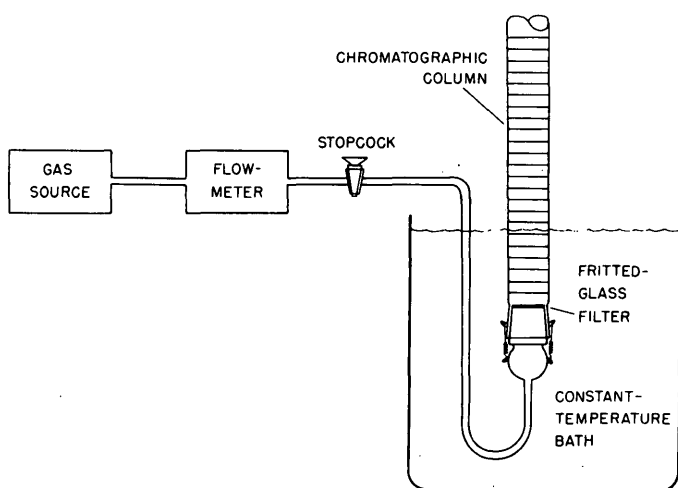 CHROMATOGRAPHIC
COLUMN
STOPCOCK
GAS
SOURCE
FLOW-
METER
FRITTED-
GLASS
FILTER
CONSTANT-
TEMPERATURE
BATH